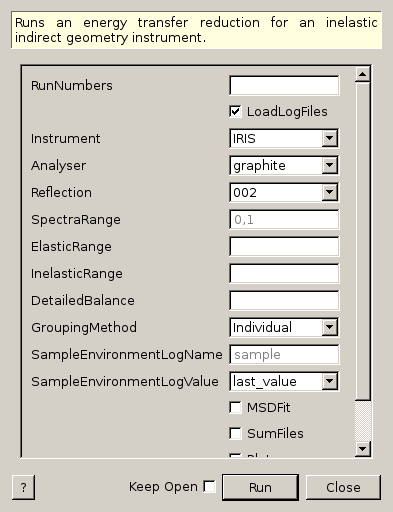 Runs an energy transfer reduction for an inelastic
indirect geometry instrument.
RunNumbers
LoadLogFiles
Instrument IRIS
Analyser graphite
Reflection 002
SpectraRange 0,1
ElasticRange
InelasticRange
DetailedBalance
GroupingMethod Individual
SampleEnvironmentLogName sample
SampleEnvironmentLogValue last_value
MSDFit
SumFiles
? Keep Open Run Close